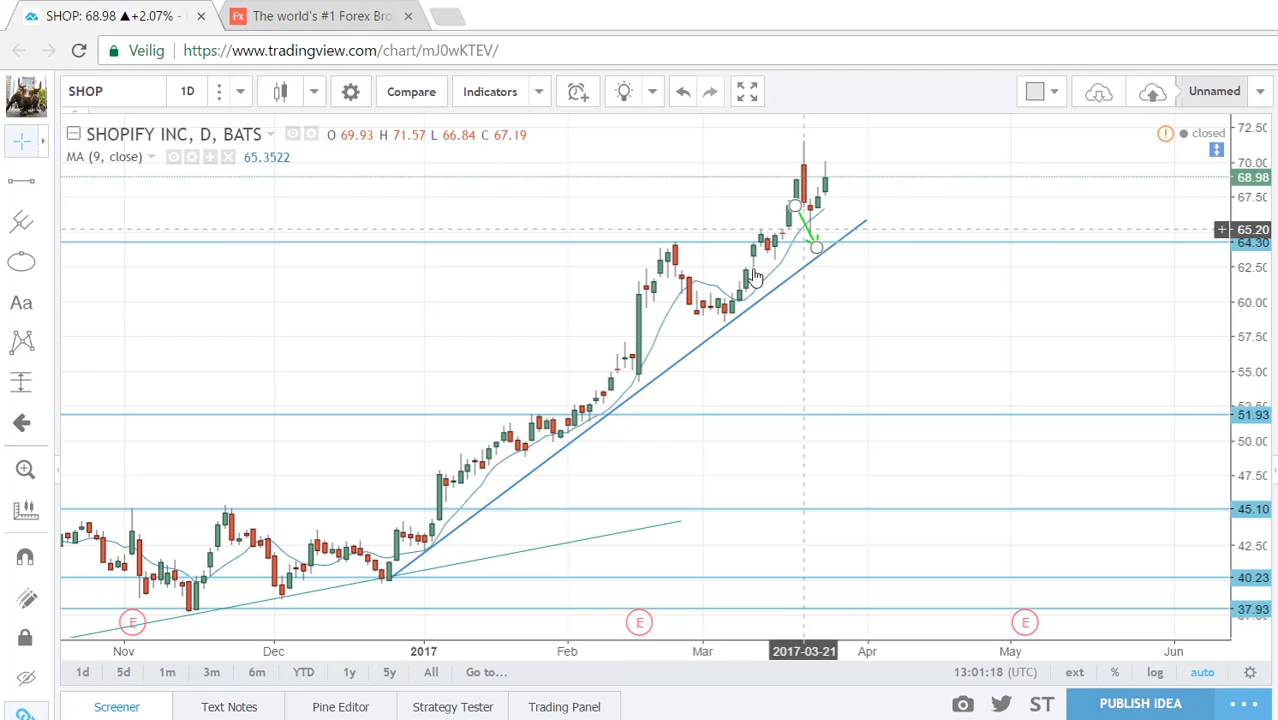 SHOP: 68.98 ▲+2.07% -
Fx The world's #1 Forex Bro
Veilig https://www.tradingview.com/chart/mJ0wKTEV/
SHOP 1D Compare Indicators Unnamed
SHOPIFY INC, D, BATS O 69.93 H 71.57 L 66.84 C 67.19 closed
MA (9, close) 65.3522
72.50
70.00
68.98
67.50
+ 65.20
64.30
62.50
60.00
57.50
55.00
51.93
50.00
47.50
45.10
42.50
40.23
37.93
Aa
E E E
Nov Dec 2017 Feb Mar 2017-03-21 Apr May Jun
1d 5d 1m 3m 6m YTD 1y 5y All Go to... 13:01:18 (UTC) ext % log auto
Screener Text Notes Pine Editor Strategy Tester Trading Panel ST PUBLISH IDEA